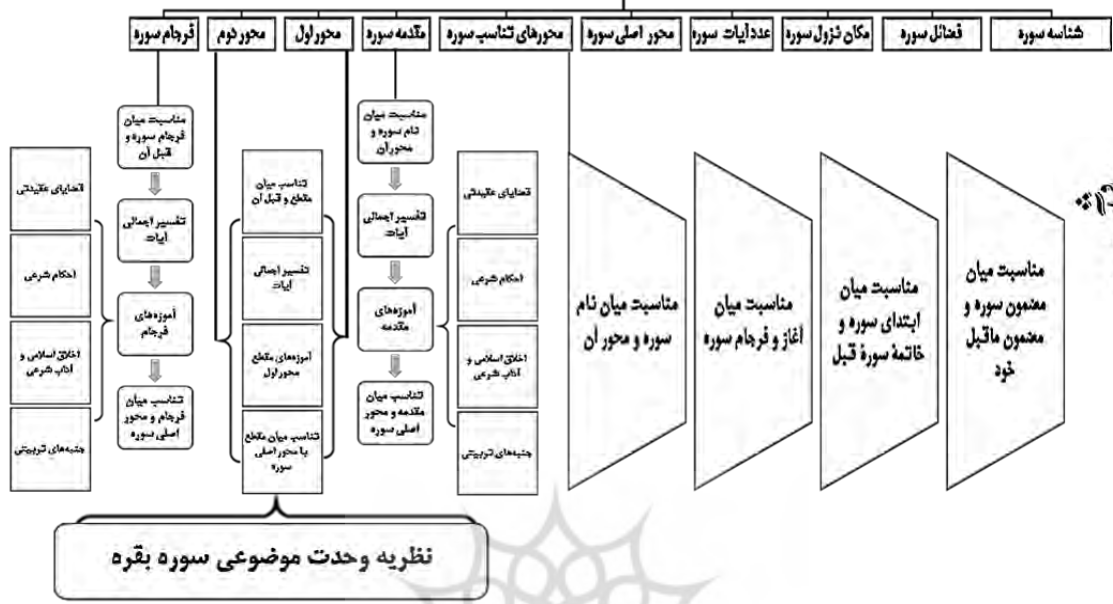 شناسه سوره
فضائل سوره
مکان نزول سوره
عدد آیات سوره
محور اصلی سوره
محورهای تناسب سوره
مقدمه سوره
محور اول
محور دوم
فرجام سوره
مناسبت میان
مضمون سوره و
مضمون ماقبل
خود
مناسبت میان
ابتدای سوره و
خاتمهٔ سورهٔ قبل
مناسبت میان
آغاز و فرجام سوره
مناسبت میان نام
سوره و محور آن
مناسبت میان
نام سوره و
محور آن
تفسیر اجمالی
آیات
آموزه‌های
مقدمه
تناسب میان
مقدمه و محور
اصلی سوره
قضایای عقیدتی
احکام شرعی
اخلاق اسلامی و
آداب شرعی
جنبه‌های تربیتی
تناسب میان
مقطع و قبل آن
تفسیر اجمالی
آیات
آموزه‌های مقطع
محور اول
تناسب میان مقطع
با محور اصلی
سوره
مناسبت میان
فرجام سوره و
قبل آن
تفسیر اجمالی
آیات
آموزه‌های
فرجام
تناسب میان
فرجام و محور
اصلی سوره
قضایای عقیدتی
احکام شرعی
اخلاق اسلامی و
آداب شرعی
جنبه‌های تربیتی
نظریه وحدت موضوعی سوره بقره